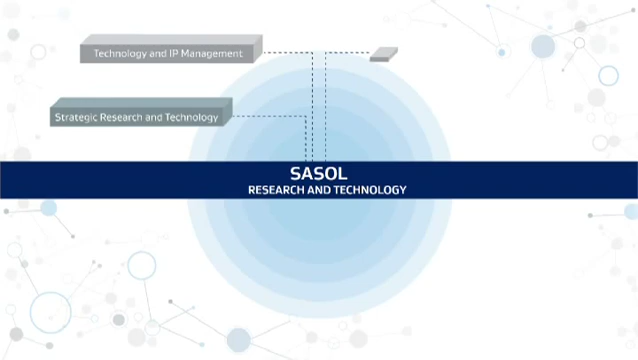 Technology and IP Management
Strategic Research and Technology
SASOL
RESEARCH AND TECHNOLOGY